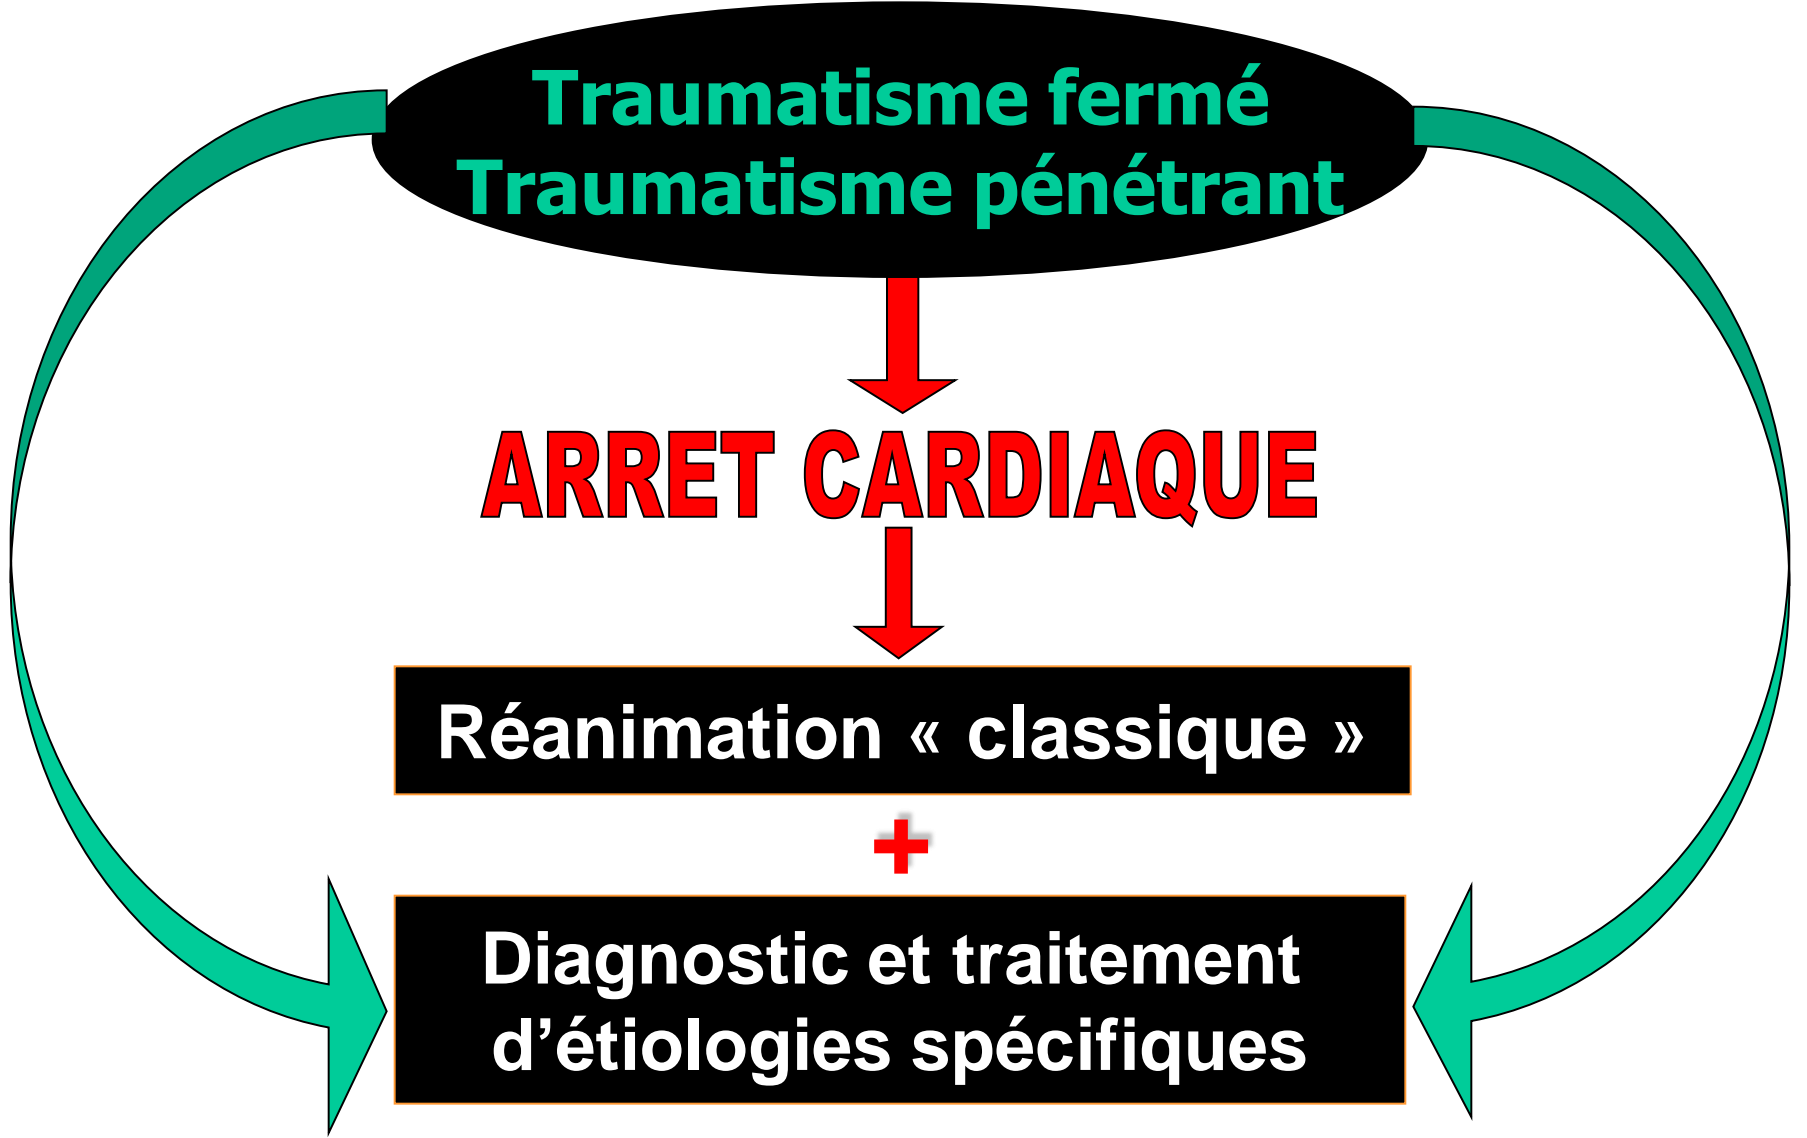 Traumatisme fermé
Traumatisme pénétrant
ARRET CARDIAQUE
Réanimation « classique »
+
Diagnostic et traitement
d’étiologies spécifiques